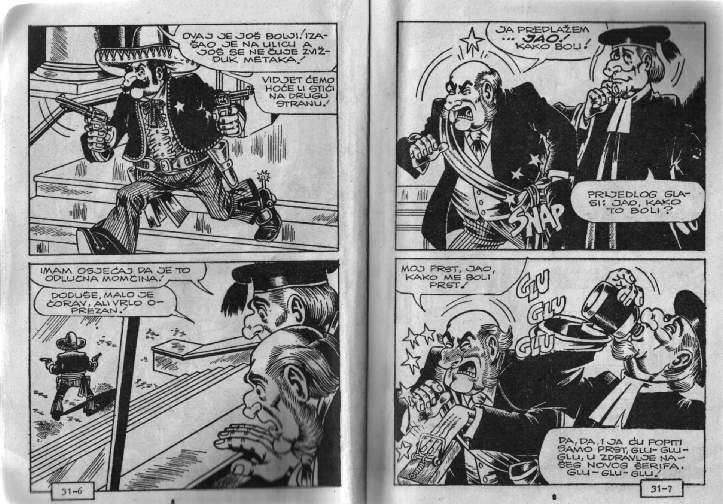 OVAJ JE JOŠ BOLJI! IZA-
ŠAO JE NA ULICU A
JOŠ SE NE ČUJE ZVIŽ-
DUK METAKA!
VIDJET ĆEMO
HOĆE LI STIĆI
NA DRUGU
STRANU!
IMAM OSJEĆAJ DA JE TO
ODLUČNA MOMČINA!
DODUŠE, MALO JE
ĆORAV, ALI VRLO O-
PREZAN!
31-6
JA PREDLAŽEM
... JAO!
KAKO BOLI!
PRIJEDLOG GLA-
SI: JAO, KAKO
TO BOLI?
SNAP
MOJ PRST, JAO,
KAKO ME BOLI
PRST!
GLU
GLU
GLU
DA, DA, I JA ĆU POPITI
SAMO PRST, GLU-GLU-
GLU, U ZDRAVLJE NA-
ŠEG NOVOG ŠERIFA,
GLU-GLU-GLU!
31-7